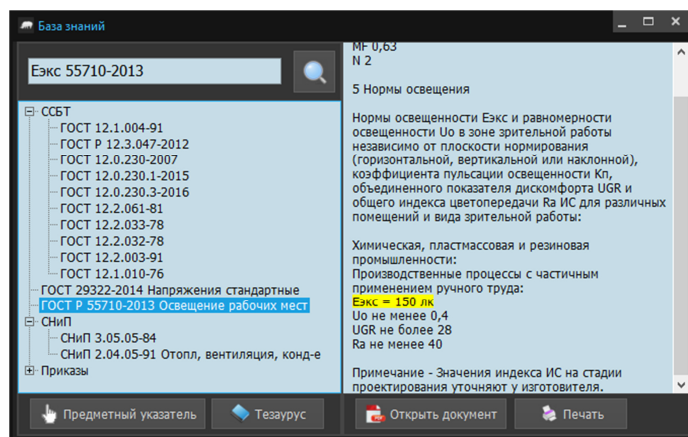 База знаний
Eэкс 55710-2013
ССБТ
ГОСТ 12.1.004-91
ГОСТ Р 12.3.047-2012
ГОСТ 12.0.230-2007
ГОСТ 12.0.230.1-2015
ГОСТ 12.0.230.3-2016
ГОСТ 12.2.061-81
ГОСТ 12.2.033-78
ГОСТ 12.2.032-78
ГОСТ 12.2.003-91
ГОСТ 12.1.010-76
ГОСТ 29322-2014 Напряжения стандартные
ГОСТ Р 55710-2013 Освещение рабочих мест
СНиП
СНиП 3.05.05-84
СНиП 2.04.05-91 Отопл, вентиляция, конд-е
Приказы
Предметный указатель
Тезаурус
MF 0,63
N 2
5 Нормы освещения
Нормы освещенности Eэкс и равномерности
освещенности Uo в зоне зрительной работы
независимо от плоскости нормирования
(горизонтальной, вертикальной или наклонной),
коэффициента пульсации освещенности Кп,
объединенного показателя дискомфорта UGR и
общего индекса цветопередачи Ra ИС для различных
помещений и вида зрительной работы:
Химическая, пластмассовая и резиновая
промышленности:
Производственные процессы с частичным
применением ручного труда:
Eэкс = 150 лк
Uo не менее 0,4
UGR не более 28
Ra не менее 40
Примечание - Значения индекса ИС на стадии
проектирования уточняют у изготовителя.
Открыть документ
Печать